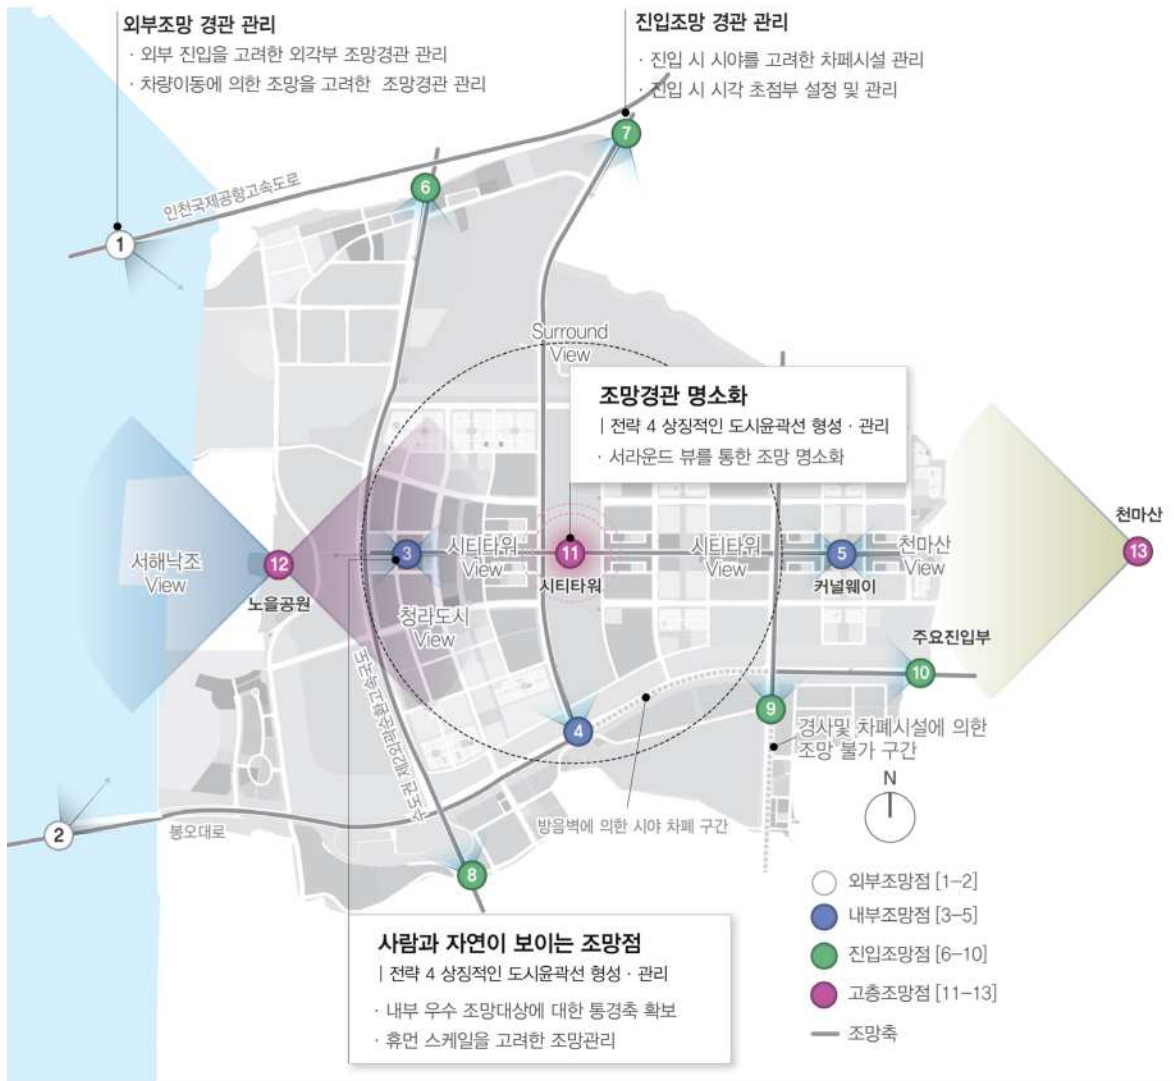 외부조망 경관 관리
· 외부 진입을 고려한 외각부 조망경관 관리
· 차량이동에 의한 조망을 고려한 조망경관 관리
진입조망 경관 관리
· 진입 시 시야를 고려한 차폐시설 관리
· 진입 시 시각 초점부 설정 및 관리
7
6
인천국제공항고속도로
1
Surround
View
조망경관 명소화
| 전략 4 상징적인 도시윤곽선 형성 · 관리
· 서라운드 뷰를 통한 조망 명소화
천마산
13
서해낙조
View
12
노을공원
3
시티타워
View
11
시티타워
시티타워
View
5
커널웨이
천마산
View
청라도시
View
주요진입부
10
9
4
경사및 차폐시설에 의한
조망 불가 구간
수도권 제2외곽순환고속도로
N
2
봉오대로
방음벽에 의한 시야 차폐 구간
8
외부조망점 [1-2]
내부조망점 [3-5]
진입조망점 [6-10]
고층조망점 [11-13]
조망축
사람과 자연이 보이는 조망점
| 전략 4 상징적인 도시윤곽선 형성 · 관리
· 내부 우수 조망대상에 대한 통경축 확보
· 휴먼 스케일을 고려한 조망관리